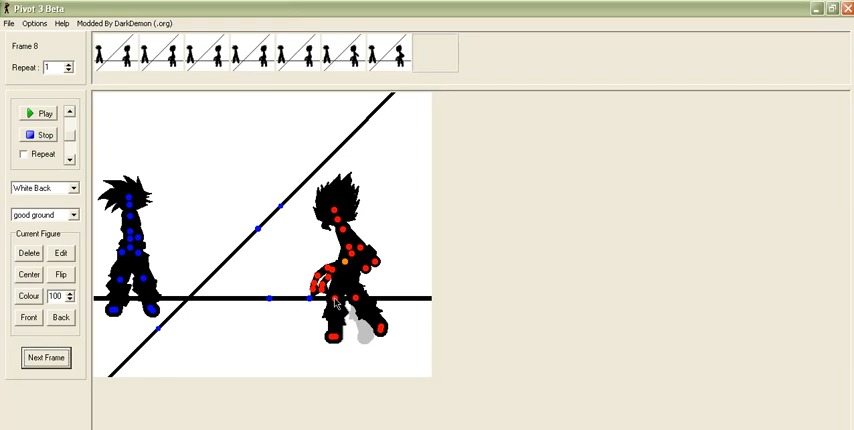 Pivot 3 Beta
File Options Help Modded By DarkDemon (.org)
Frame 8
Repeat : 1
Play
Stop
Repeat
White Back
good ground
Current Figure
Delete Edit
Center Flip
Colour 100
Front Back
Next Frame